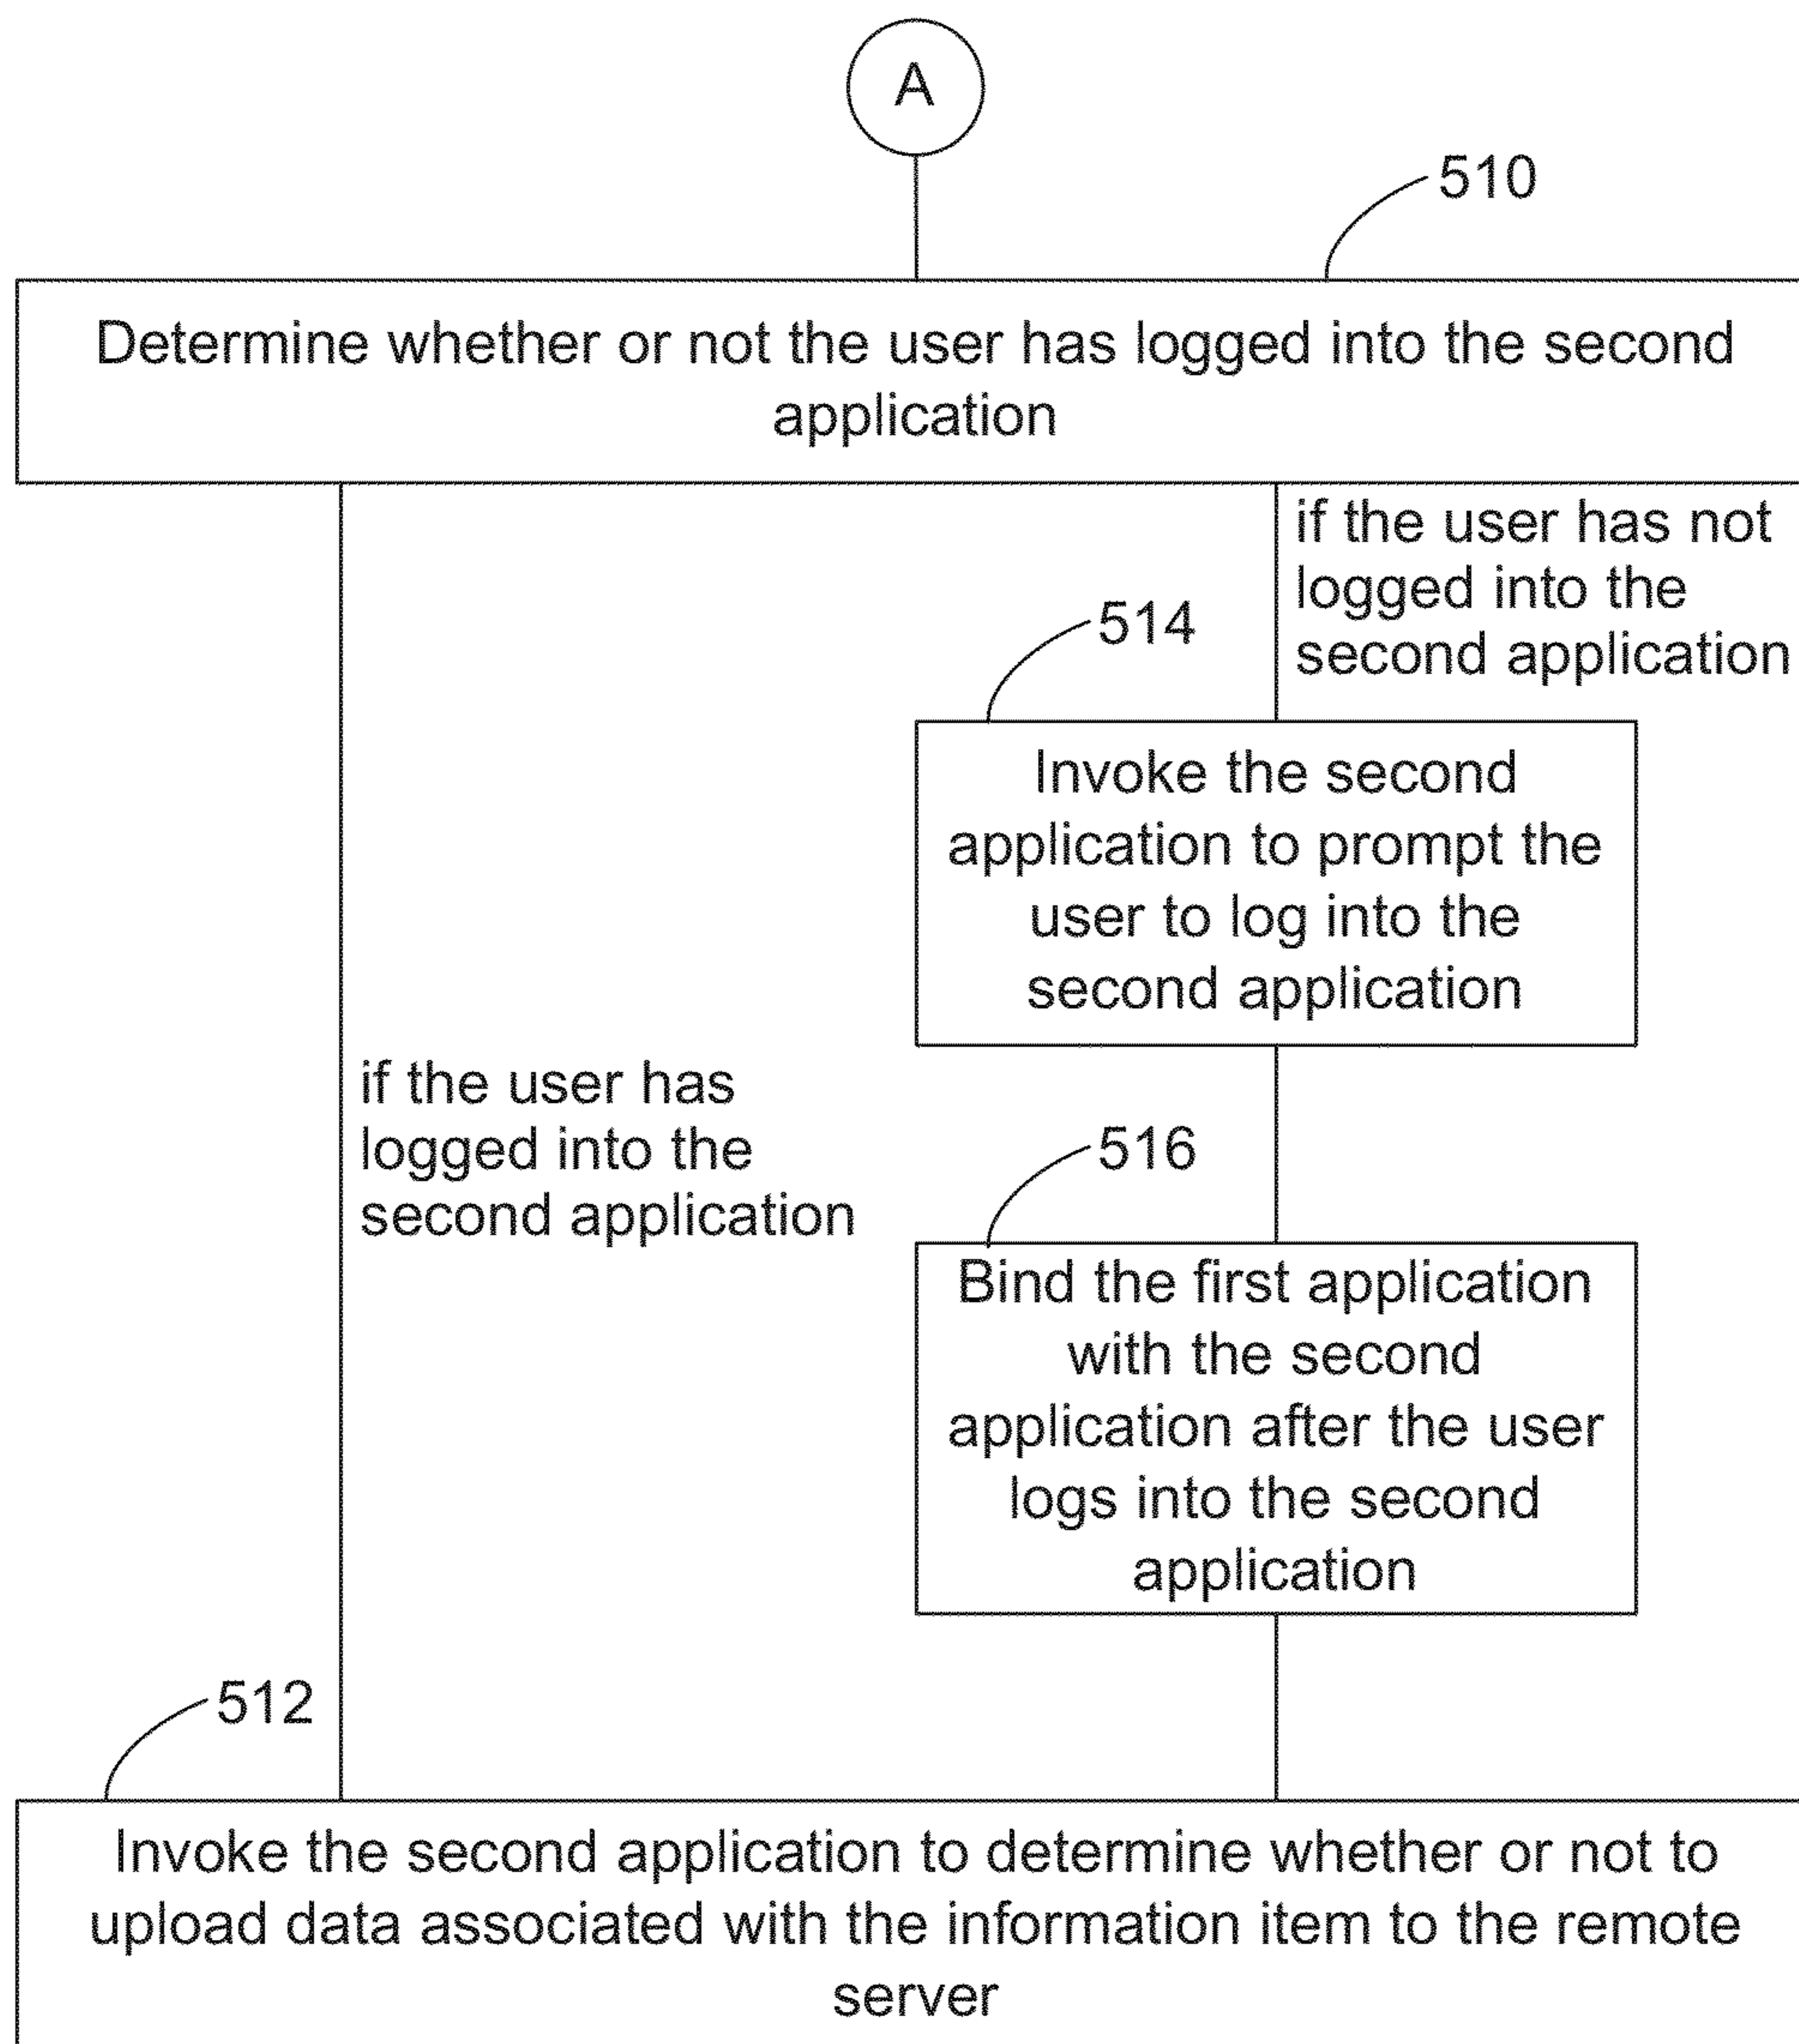 A
510
Determine whether or not the user has logged into the second
application
if the user has not
logged into the
second application
514
Invoke the second
application to prompt the
user to log into the
second application
if the user has
logged into the
second application
516
Bind the first application
with the second
application after the user
logs into the second
application
512
Invoke the second application to determine whether or not to
upload data associated with the information item to the remote
server